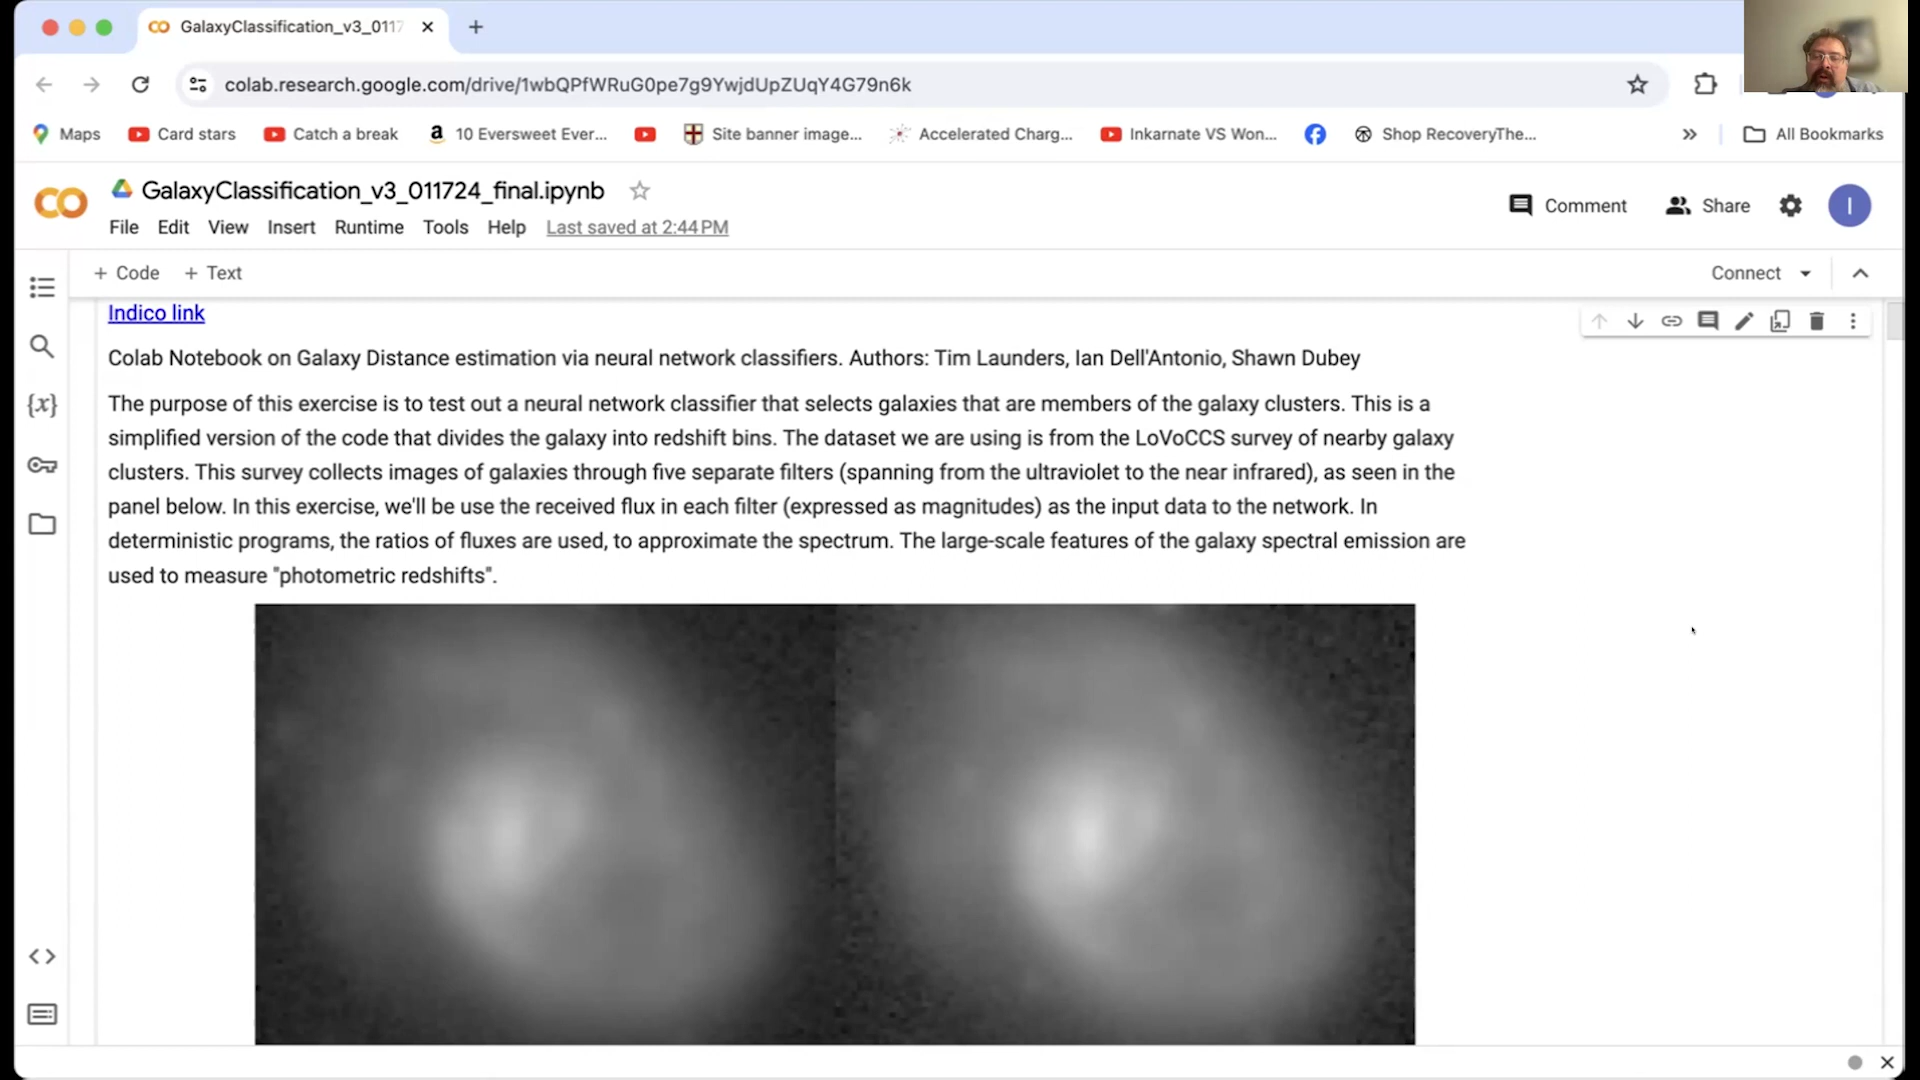 GalaxyClassification_v3_0117
colab.research.google.com/drive/1wbQPfWRuG0pe7g9YwjdUpZUqY4G79n6k
Maps Card stars Catch a break 10 Eversweet Ever... Site banner image... Accelerated Charg... Inkarnate VS Won... Shop RecoveryThe... All Bookmarks
GalaxyClassification_v3_011724_final.ipynb
Comment Share I
File Edit View Insert Runtime Tools Help Last saved at 2:44 PM
+ Code + Text Connect
Indico link
Colab Notebook on Galaxy Distance estimation via neural network classifiers. Authors: Tim Launders, Ian Dell'Antonio, Shawn Dubey
The purpose of this exercise is to test out a neural network classifier that selects galaxies that are members of the galaxy clusters. This is a
simplified version of the code that divides the galaxy into redshift bins. The dataset we are using is from the LoVoCCS survey of nearby galaxy
clusters. This survey collects images of galaxies through five separate filters (spanning from the ultraviolet to the near infrared), as seen in the
panel below. In this exercise, we'll be use the received flux in each filter (expressed as magnitudes) as the input data to the network. In
deterministic programs, the ratios of fluxes are used, to approximate the spectrum. The large-scale features of the galaxy spectral emission are
used to measure "photometric redshifts".